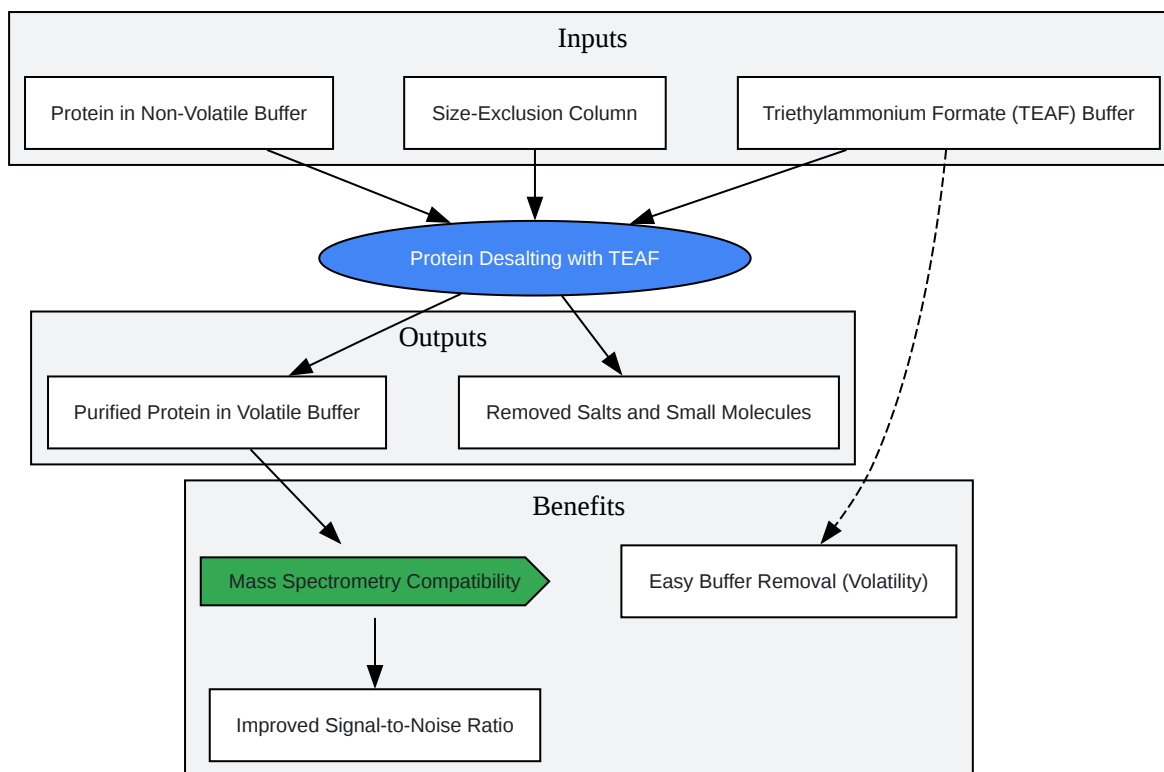 Inputs
Protein in Non-Volatile Buffer
Size-Exclusion Column
Triethylammonium Formate (TEAF) Buffer
Protein Desalting with TEAF
Outputs
Purified Protein in Volatile Buffer
Removed Salts and Small Molecules
Benefits
Mass Spectrometry Compatibility
Easy Buffer Removal (Volatility)
Improved Signal-to-Noise Ratio